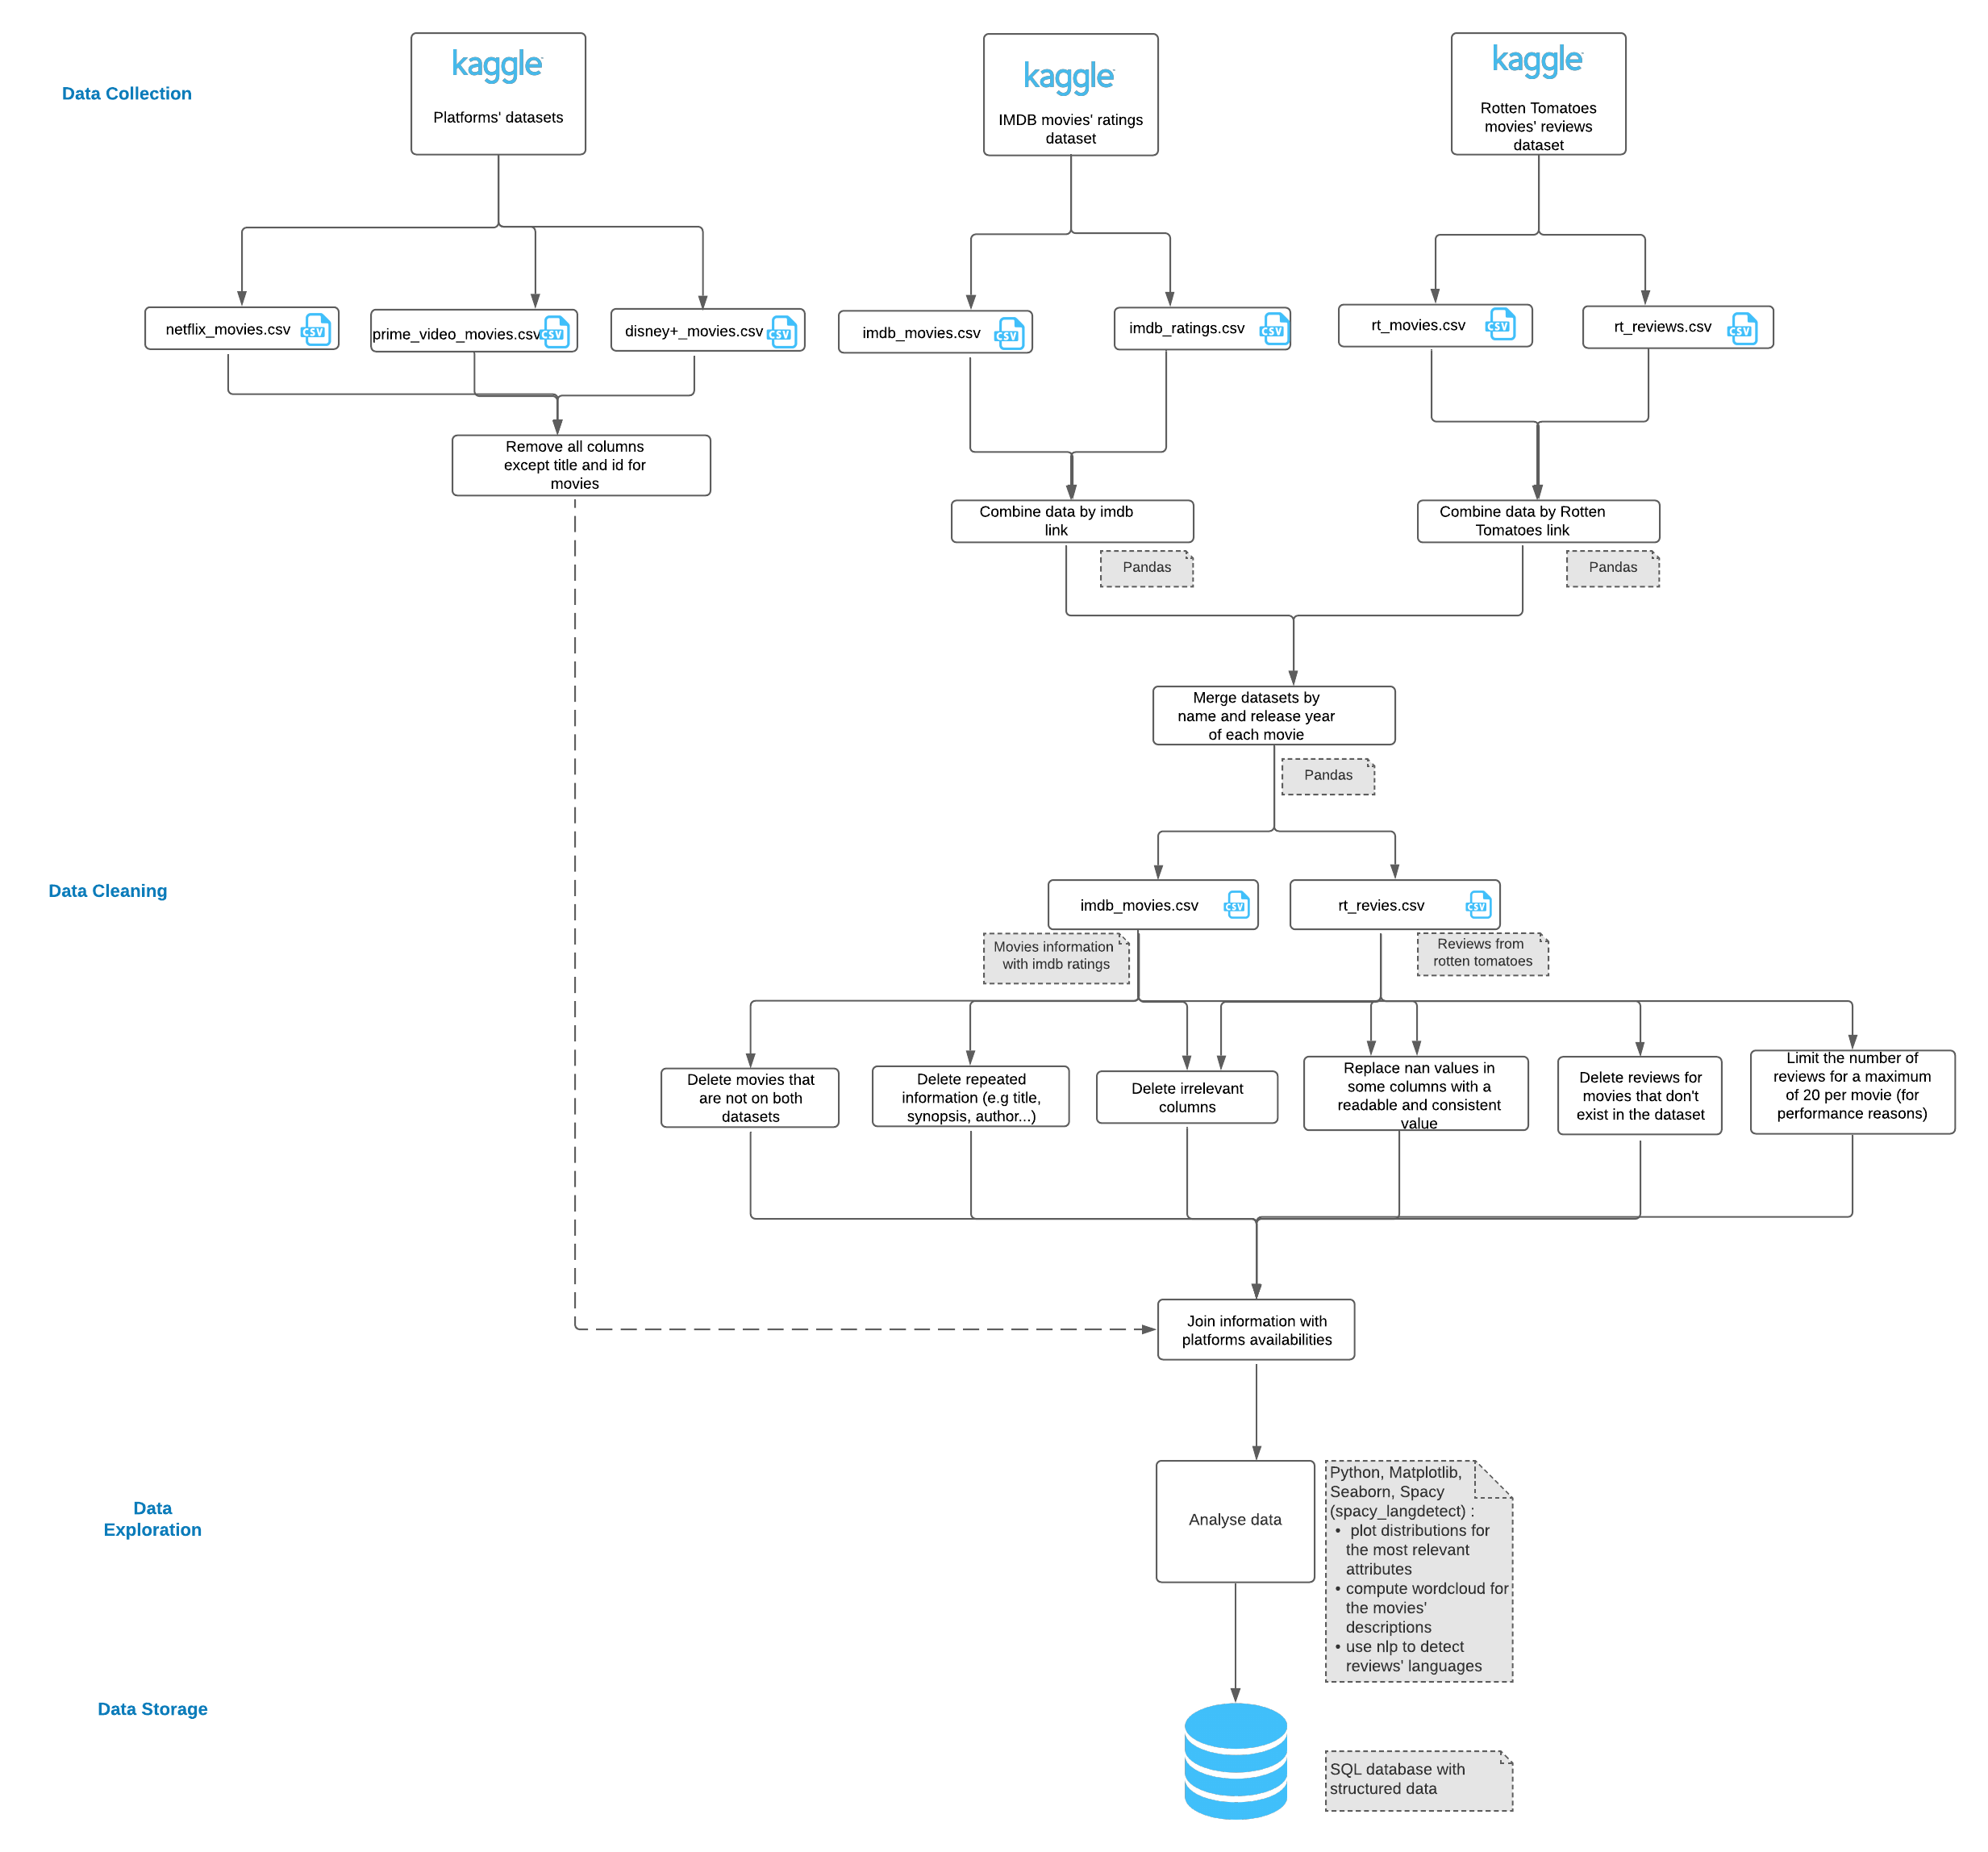 Data Collection
kaggle
Platforms' datasets
kaggle
IMDB movies' ratings
dataset
kaggle
Rotten Tomatoes
movies' reviews
dataset
netflix_movies.csv
CSV
prime_video_movies.csv
CSV
disney+_movies.csv
CSV
imdb_movies.csv
CSV
imdb_ratings.csv
CSV
rt_movies.csv
CSV
rt_reviews.csv
CSV
Remove all columns
except title and id for
movies
Combine data by imdb
link
Pandas
Combine data by Rotten
Tomatoes link
Pandas
Merge datasets by
name and release year
of each movie
Pandas
Data Cleaning
imdb_movies.csv
CSV
rt_revies.csv
CSV
Movies information
with imdb ratings
Reviews from
rotten tomatoes
Delete movies that
are not on both
datasets
Delete repeated
information (e.g title,
synopsis, author...)
Delete irrelevant
columns
Replace nan values in
some columns with a
readable and consistent
value
Delete reviews for
movies that don't
exist in the dataset
Limit the number of
reviews for a maximum
of 20 per movie (for
performance reasons)
Join information with
platforms availabilities
Data
Exploration
Analyse data
Python, Matplotlib,
Seaborn, Spacy
(spacy_langdetect) :
• plot distributions for
the most relevant
attributes
• compute wordcloud for
the movies'
descriptions
• use nlp to detect
reviews' languages
Data Storage
SQL database with
structured data